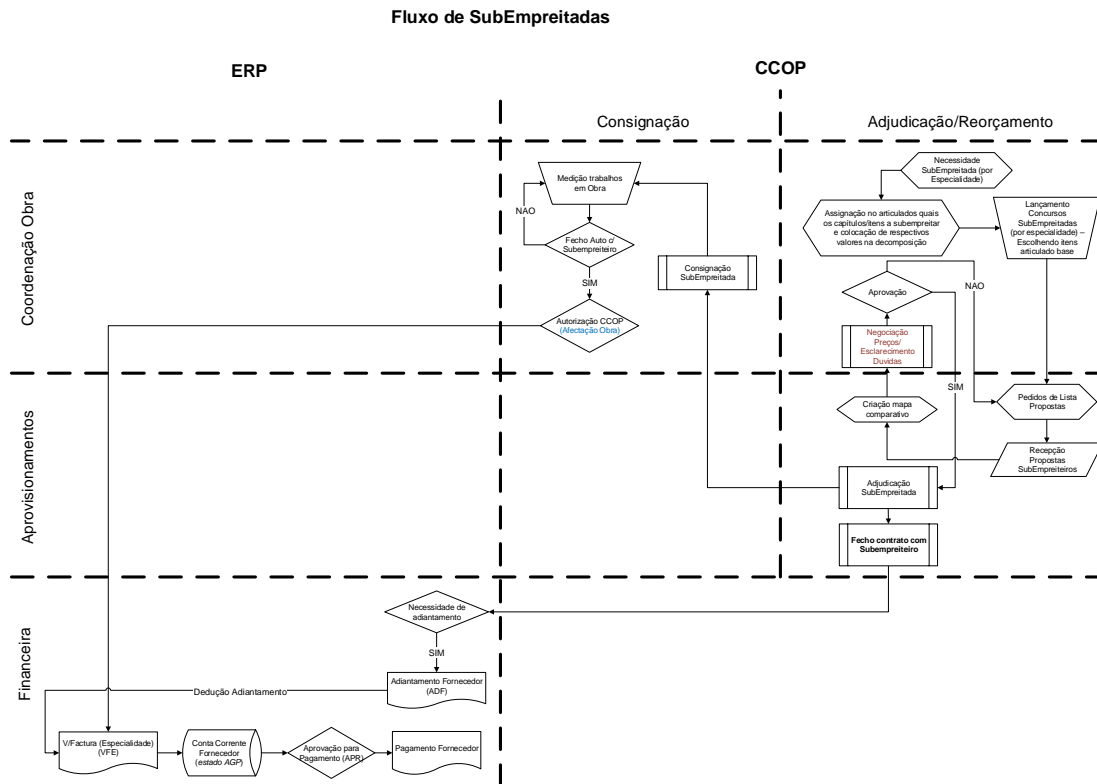 Fluxo de SubEmpreitadas
ERP
CCOP
Consignação
Adjudicação/Reorçamento
Coordenação Obra
Medição trabalhos
em Obra
NAO
Fecho Auto c/
Subempreiteiro
SIM
Autorização CCOP
(Afectação Obra)
Consignação
SubEmpreitada
Necessidade
SubEmpreitada (por
Especialidade)
Assignação no articulados quais
os capítulos/itens a subempreitar
e colocação de respectivos
valores na decomposição
Lançamento
Concursos
SubEmpreitadas
(por especialidade) –
Escolhendo itens
articulado base
Aprovação
NAO
Negociação
Preços/
Esclarecimento
Duvidas
SIM
Aprovisionamentos
Criação mapa
comparativo
Pedidos de Lista
Propostas
Recepção
Propostas
SubEmpreiteiros
Adjudicação
SubEmpreitada
Fecho contrato com
Subempreiteiro
Financeira
Necessidade de
adiantamento
SIM
Adiantamento Fornecedor
(ADF)
Dedução Adiantamento
V/Factura (Especialidade)
(VFE)
Conta Corrente
Fornecedor
(estado AGP)
Aprovação para
Pagamento (APR)
Pagamento Fornecedor